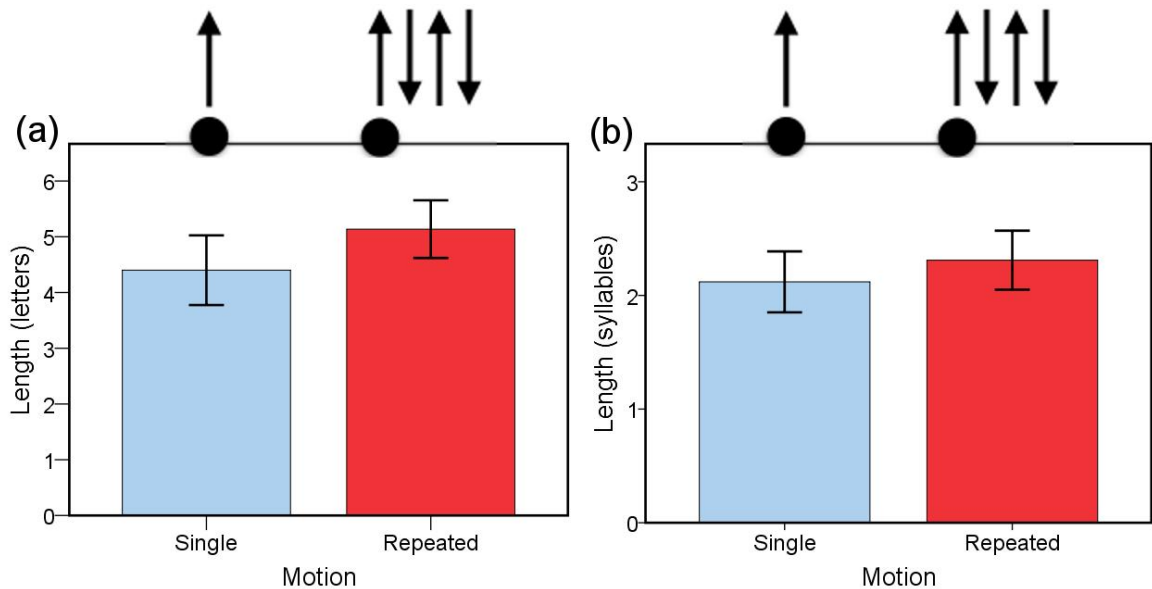 (a)
Length (letters)
6
5
4
3
2
1
0
Single Repeated
Motion
(b)
Length (syllables)
3
2
1
0
Single Repeated
Motion